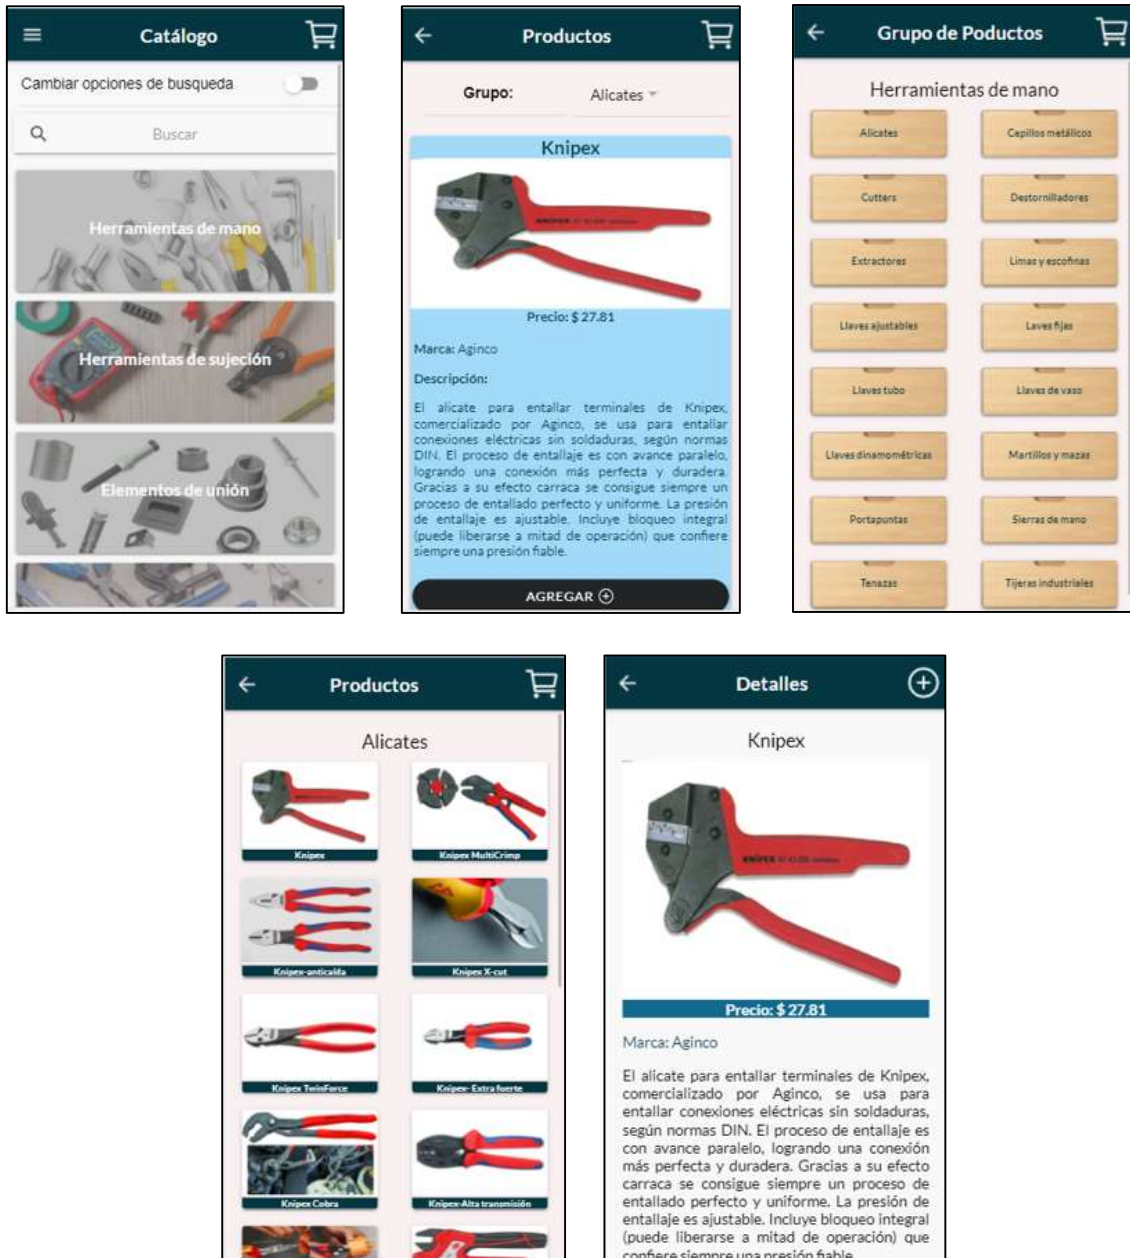 Catálogo
Cambiar opciones de busqueda
Buscar
Herramientas de mano
Herramientas de sujeción
Elementos de unión
Productos
Grupo:
Alicates
Knipex
Precio: $ 27.81
Marca: Aginco
Descripción:
El alicate para entallar terminales de Knipex,
comercializado por Aginco, se usa para entallar
conexiones eléctricas sin soldaduras, según normas
DIN. El proceso de entallaje es con avance paralelo,
logrando una conexión más perfecta y duradera.
Gracias a su efecto carraca se consigue siempre un
proceso de entallado perfecto y uniforme. La presión
de entallaje es ajustable. Incluye bloqueo integral
(puede liberarse a mitad de operación) que confiere
siempre una presión fiable.
AGREGAR
Grupo de Poductos
Herramientas de mano
Alicates
Cepillos metálicos
Cutters
Destornilladores
Extractores
Limas y escofinas
Llaves ajustables
Laves fijas
Llaves tubo
Llaves de vaso
Llaves dinamométricas
Martillos y mazas
Portapuntas
Sierras de mano
Tenazas
Tijeras industriales
Productos
Alicates
Knipex
Knipex MultiCrimp
Knipex-anticaída
Knipex X-cut
Knipex TwinForce
Knipex- Extra fuerte
Knipex Cobra
Knipex-Alta transmisión
Detalles
Knipex
KNIPEX
Precio: $ 27.81
Marca: Aginco
El alicate para entallar terminales de Knipex,
comercializado por Aginco, se usa para
entallar conexiones eléctricas sin soldaduras,
según normas DIN. El proceso de entallaje es
con avance paralelo, logrando una conexión
más perfecta y duradera. Gracias a su efecto
carraca se consigue siempre un proceso de
entallado perfecto y uniforme. La presión de
entallaje es ajustable. Incluye bloqueo integral
(puede liberarse a mitad de operación) que
confiere siempre una presión fiable.